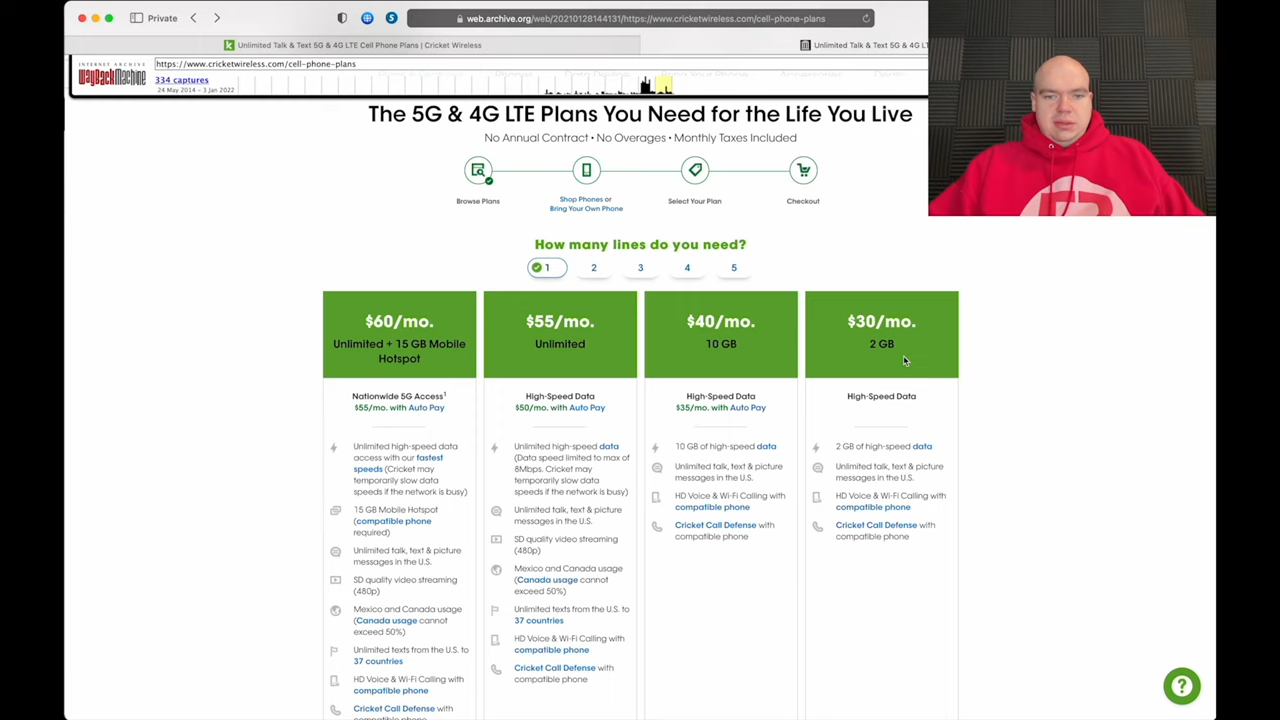 Private
web.archive.org/web/20210128144131/https://www.cricketwireless.com/cell-phone-plans
Unlimited Talk & Text 5G & 4G LTE Cell Phone Plans | Cricket Wireless
Unlimited Talk & Text 5G & 4G LT
INTERNET ARCHIVE
WayBackMachine
https://www.cricketwireless.com/cell-phone-plans
334 captures
24 May 2014 – 3 Jan 2022
The 5G & 4G LTE Plans You Need for the Life You Live
No Annual Contract • No Overages • Monthly Taxes Included
Browse Plans
Shop Phones or
Bring Your Own Phone
Select Your Plan
Checkout
How many lines do you need?
1 2 3 4 5
$60/mo.
Unlimited + 15 GB Mobile
Hotspot
Nationwide 5G Access1
$55/mo. with Auto Pay
Unlimited high-speed data
access with our fastest
speeds (Cricket may
temporarily slow data
speeds if the network is busy)
15 GB Mobile Hotspot
(compatible phone
required)
Unlimited talk, text & picture
messages in the U.S.
SD quality video streaming
(480p)
Mexico and Canada usage
(Canada usage cannot
exceed 50%)
Unlimited texts from the U.S. to
37 countries
HD Voice & Wi-Fi Calling with
compatible phone
Cricket Call Defense with
compatible phone
$55/mo.
Unlimited
High-Speed Data
$50/mo. with Auto Pay
Unlimited high-speed data
(Data speed limited to max of
8Mbps. Cricket may
temporarily slow data
speeds if the network is busy)
Unlimited talk, text & picture
messages in the U.S.
SD quality video streaming
(480p)
Mexico and Canada usage
(Canada usage cannot
exceed 50%)
Unlimited texts from the U.S. to
37 countries
HD Voice & Wi-Fi Calling with
compatible phone
Cricket Call Defense with
compatible phone
$40/mo.
10 GB
High-Speed Data
$35/mo. with Auto Pay
10 GB of high-speed data
Unlimited talk, text & picture
messages in the U.S.
HD Voice & Wi-Fi Calling with
compatible phone
Cricket Call Defense with
compatible phone
$30/mo.
2 GB
High-Speed Data
2 GB of high-speed data
Unlimited talk, text & picture
messages in the U.S.
HD Voice & Wi-Fi Calling with
compatible phone
Cricket Call Defense with
compatible phone
?